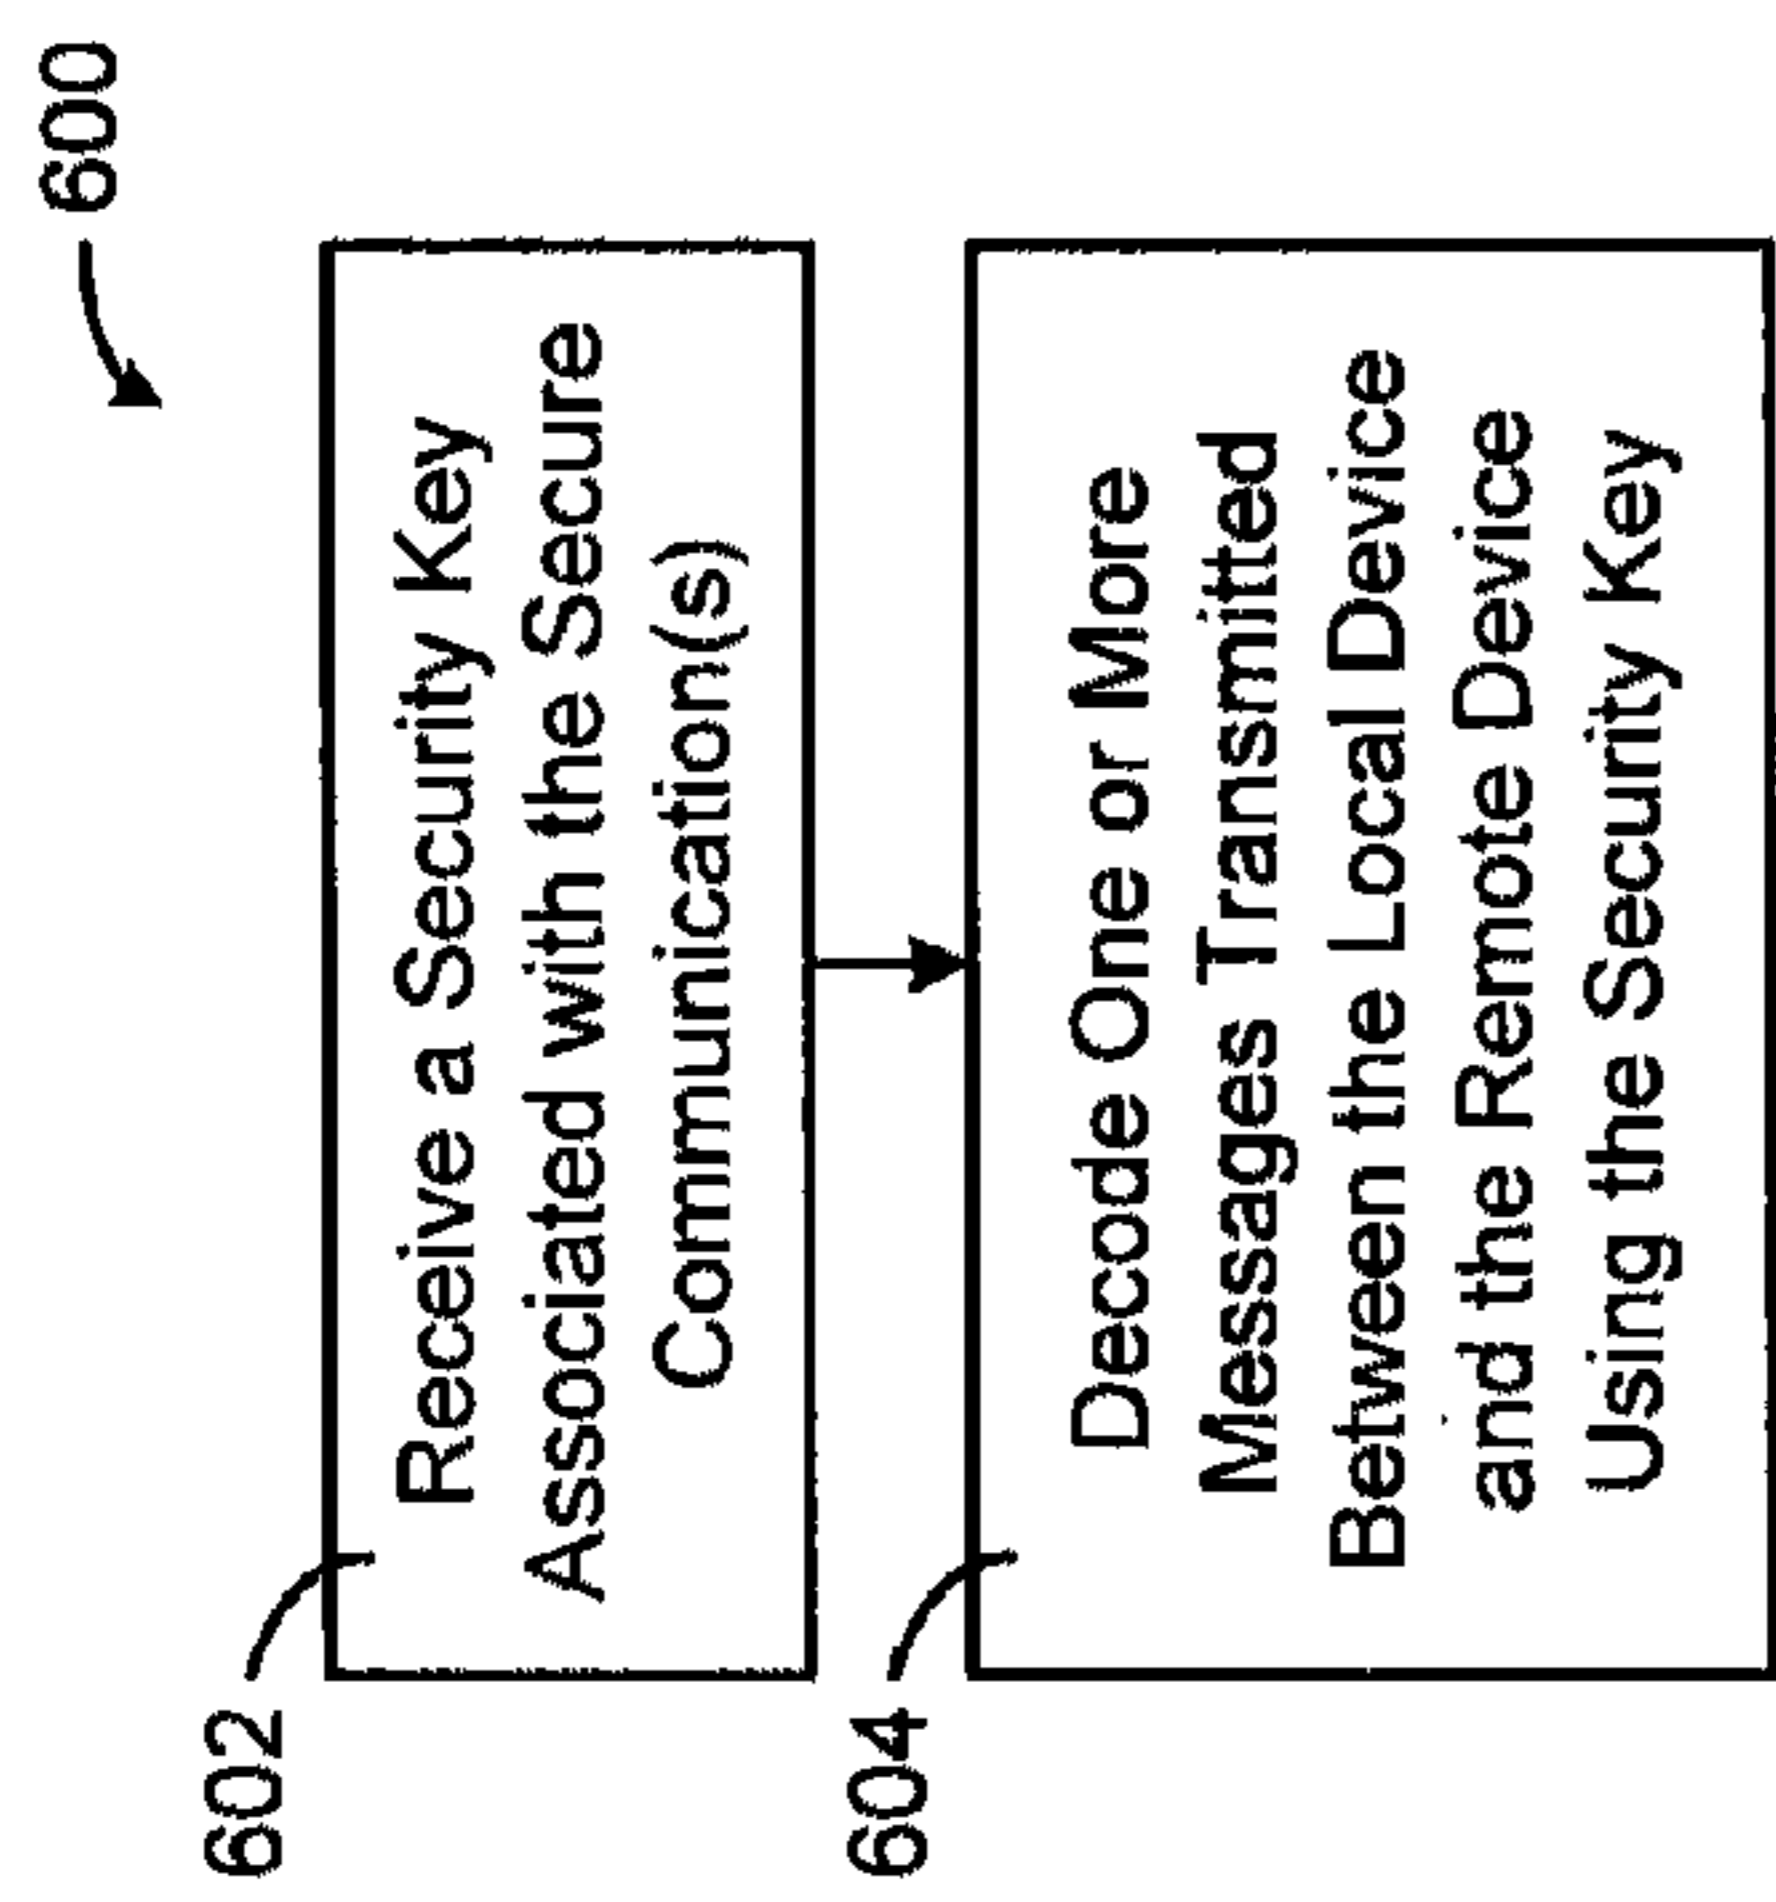 600
602
Receive a Security Key
Associated with the Secure
Communication(s)
604
Decode One or More
Messages Transmitted
Between the Local Device
and the Remote Device
Using the Security Key